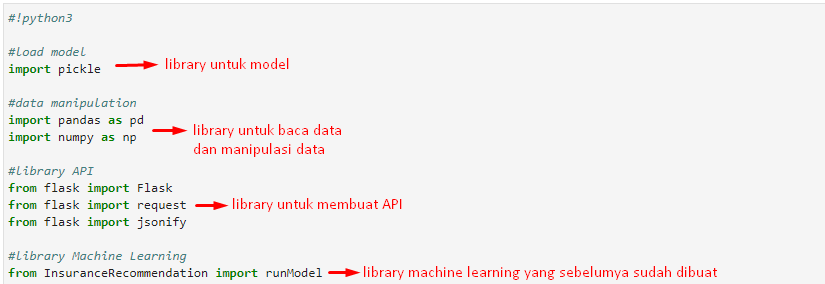 #!python3
#load model
import pickle
library untuk model
#data manipulation
import pandas as pd
import numpy as np
library untuk baca data
dan manipulasi data
#library API
from flask import Flask
from flask import request
library untuk membuat API
from flask import jsonify
#library Machine Learning
from InsuranceRecommendation import runModel
library machine learning yang sebelumya sudah dibuat